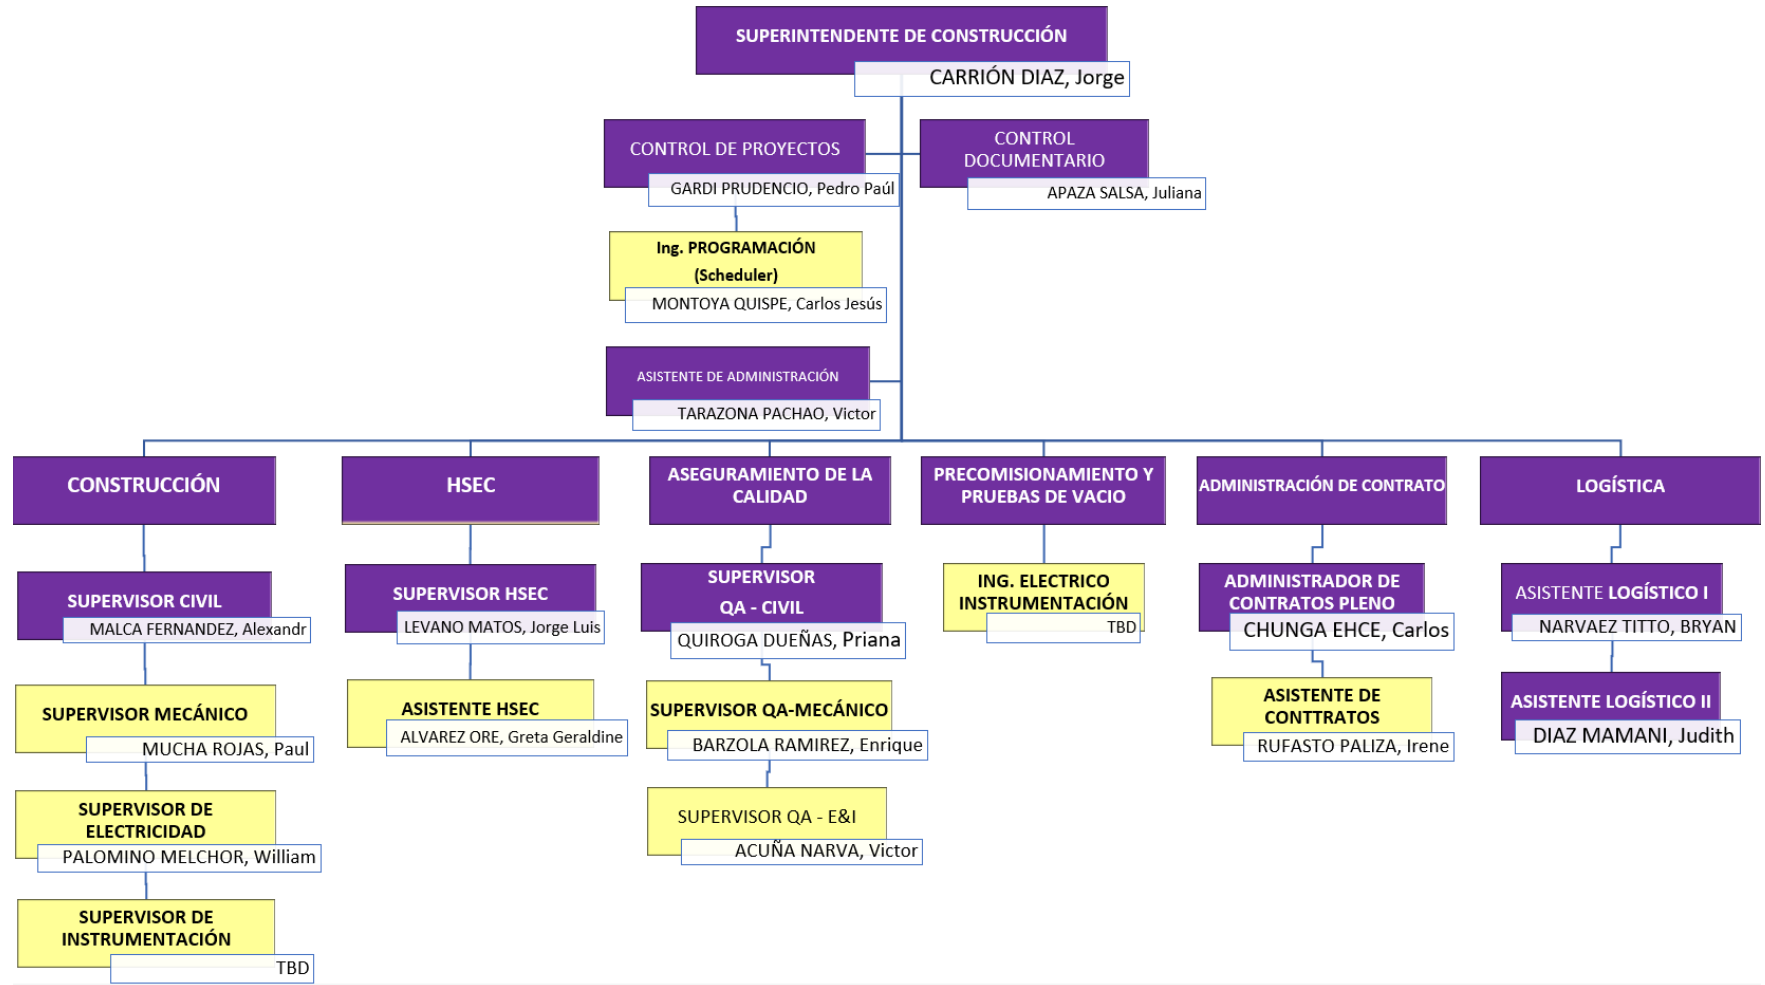 SUPERINTENDENTE DE CONSTRUCCIÓN
CARRIÓN DIAZ, Jorge
CONTROL DE PROYECTOS
GARDI PRUDENCIO, Pedro Paúl
CONTROL
DOCUMENTARIO
APAZA SALSA, Juliana
Ing. PROGRAMACIÓN
(Scheduler)
MONTOYA QUISPE, Carlos Jesús
ASISTENTE DE ADMINISTRACIÓN
TARAZONA PACHAO, Victor
CONSTRUCCIÓN
SUPERVISOR CIVIL
MALCA FERNANDEZ, Alexandr
SUPERVISOR MECÁNICO
MUCHA ROJAS, Paul
SUPERVISOR DE
ELECTRICIDAD
PALOMINO MELCHOR, William
SUPERVISOR DE
INSTRUMENTACIÓN
TBD
HSEC
SUPERVISOR HSEC
LEVANO MATOS, Jorge Luis
ASISTENTE HSEC
ALVAREZ ORE, Greta Geraldine
ASEGURAMIENTO DE LA
CALIDAD
SUPERVISOR
QA - CIVIL
QUIROGA DUEÑAS, Priana
SUPERVISOR QA-MECÁNICO
BARZOLA RAMIREZ, Enrique
SUPERVISOR QA - E&I
ACUÑA NARVA, Victor
PRECOMISIONAMIENTO Y
PRUEBAS DE VACIO
ING. ELECTRICO
INSTRUMENTACIÓN
TBD
ADMINISTRACIÓN DE CONTRATO
ADMINISTRADOR DE
CONTRATOS PLENO
CHUNGA EHCE, Carlos
ASISTENTE DE
CONTTRATOS
RUFASTO PALIZA, Irene
LOGÍSTICA
ASISTENTE LOGÍSTICO I
NARVAEZ TITTO, BRYAN
ASISTENTE LOGÍSTICO II
DIAZ MAMANI, Judith